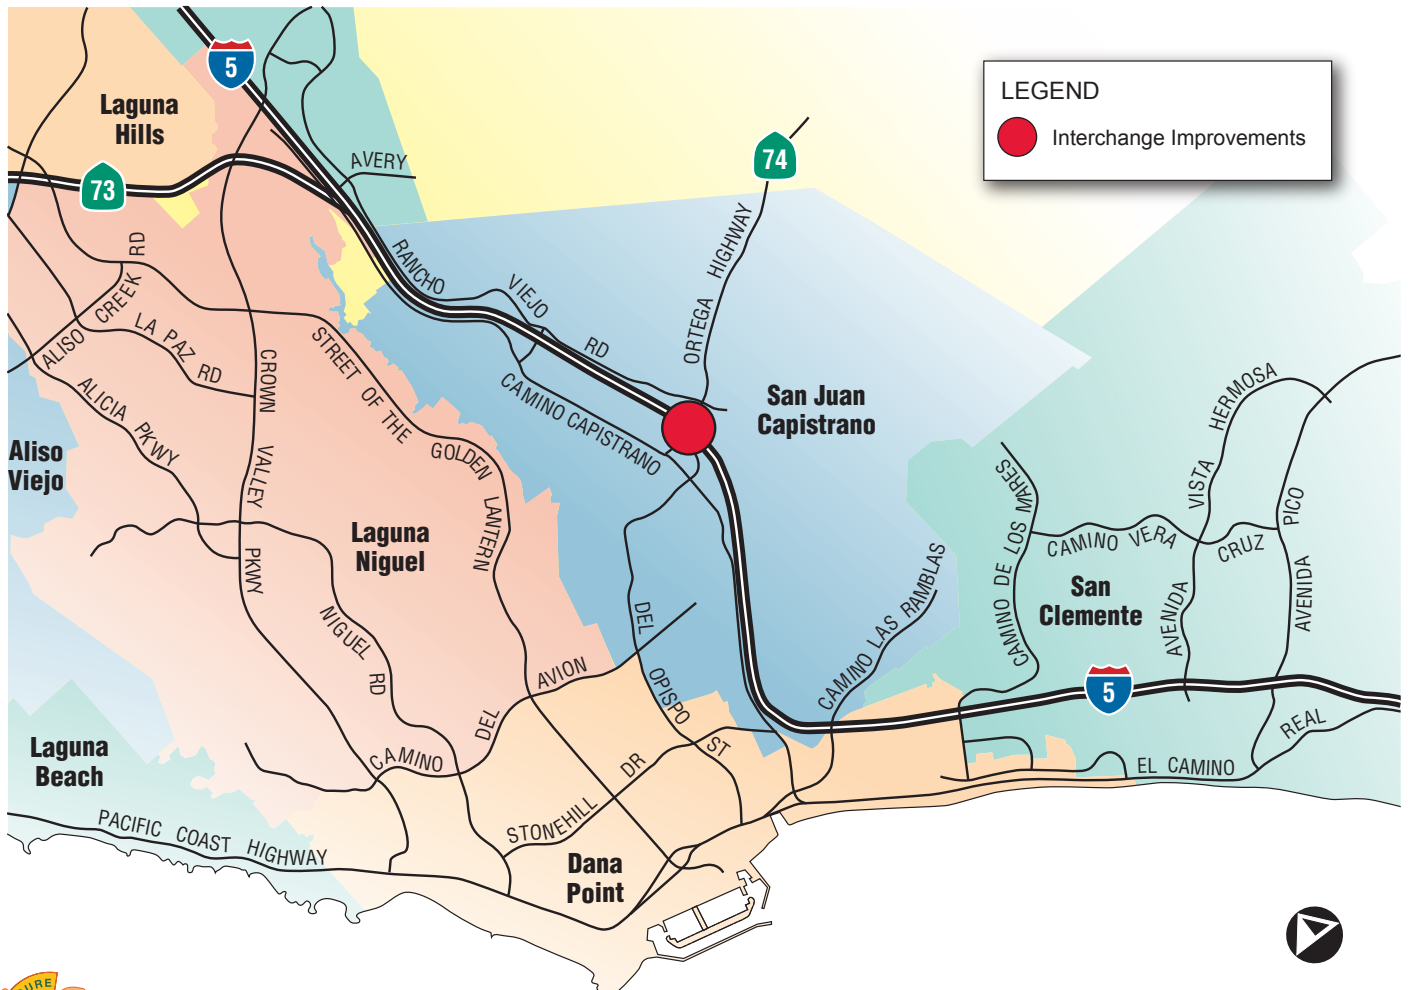 LEGEND
Interchange Improvements
5
Laguna
Hills
73
AVERY
74
ORTEGA HIGHWAY
RANCHO VIEJO RD
ALISO CREEK RD
LA PAZ RD
ALICIA PKWY
CROWN VALLEY PKWY
STREET OF THE GOLDEN LANTERN
CAMINO CAPISTRANO
San Juan
Capistrano
Aliso
Viejo
Laguna
Niguel
NIGUEL RD
CAMINO DEL AVION
DEL OPISPO ST
CAMINO LAS RAMBLAS
CAMINO DE LOS MARES
CAMINO VERA CRUZ
AVENIDA VISTA HERMOSA
AVENIDA PICO
San
Clemente
5
EL CAMINO REAL
Laguna
Beach
PACIFIC COAST HIGHWAY
STONEHILL DR
Dana
Point